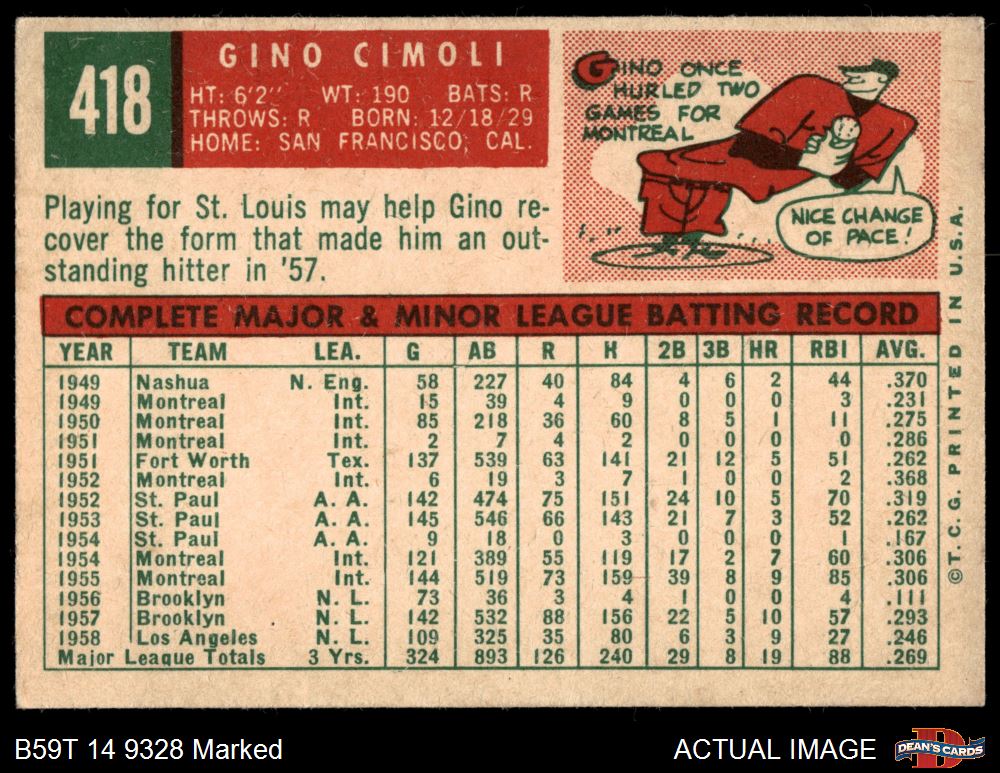 418
GINO CIMOLI
HT: 6'2" WT: 190 BATS: R
THROWS: R BORN: 12/18/29
HOME: SAN FRANCISCO, CAL.
GINO ONCE
HURLED TWO
GAMES FOR
MONTREAL
NICE CHANGE
OF PACE!
Playing for St. Louis may help Gino re-
cover the form that made him an out-
standing hitter in '57.
COMPLETE MAJOR & MINOR LEAGUE BATTING RECORD
YEAR TEAM LEA. G AB R H 2B 3B HR RBI AVG.
1949 Nashua N. Eng. 58 227 40 84 4 6 2 44 .370
1949 Montreal Int. 15 39 4 9 0 0 0 3 .231
1950 Montreal Int. 85 218 36 60 8 5 1 11 .275
1951 Montreal Int. 2 7 4 2 0 0 0 0 .286
1951 Fort Worth Tex. 137 539 63 141 21 12 5 51 .262
1952 Montreal Int. 6 19 3 7 1 0 0 2 .368
1952 St. Paul A. A. 142 474 75 151 24 10 5 70 .319
1953 St. Paul A. A. 145 546 66 143 21 7 3 52 .262
1954 St. Paul A. A. 9 18 0 3 0 0 0 1 .167
1954 Montreal Int. 121 389 55 119 17 2 7 60 .306
1955 Montreal Int. 144 519 73 159 39 8 9 85 .306
1956 Brooklyn N. L. 73 36 3 4 1 0 0 4 .111
1957 Brooklyn N. L. 142 532 88 156 22 5 10 57 .293
1958 Los Angeles N. L. 109 325 35 80 6 3 9 27 .246
Major League Totals 3 Yrs. 324 893 126 240 29 8 19 88 .269
©T. C. G. PRINTED IN U.S.A.
B59T 14 9328 Marked
ACTUAL IMAGE
DEAN'S CARDS